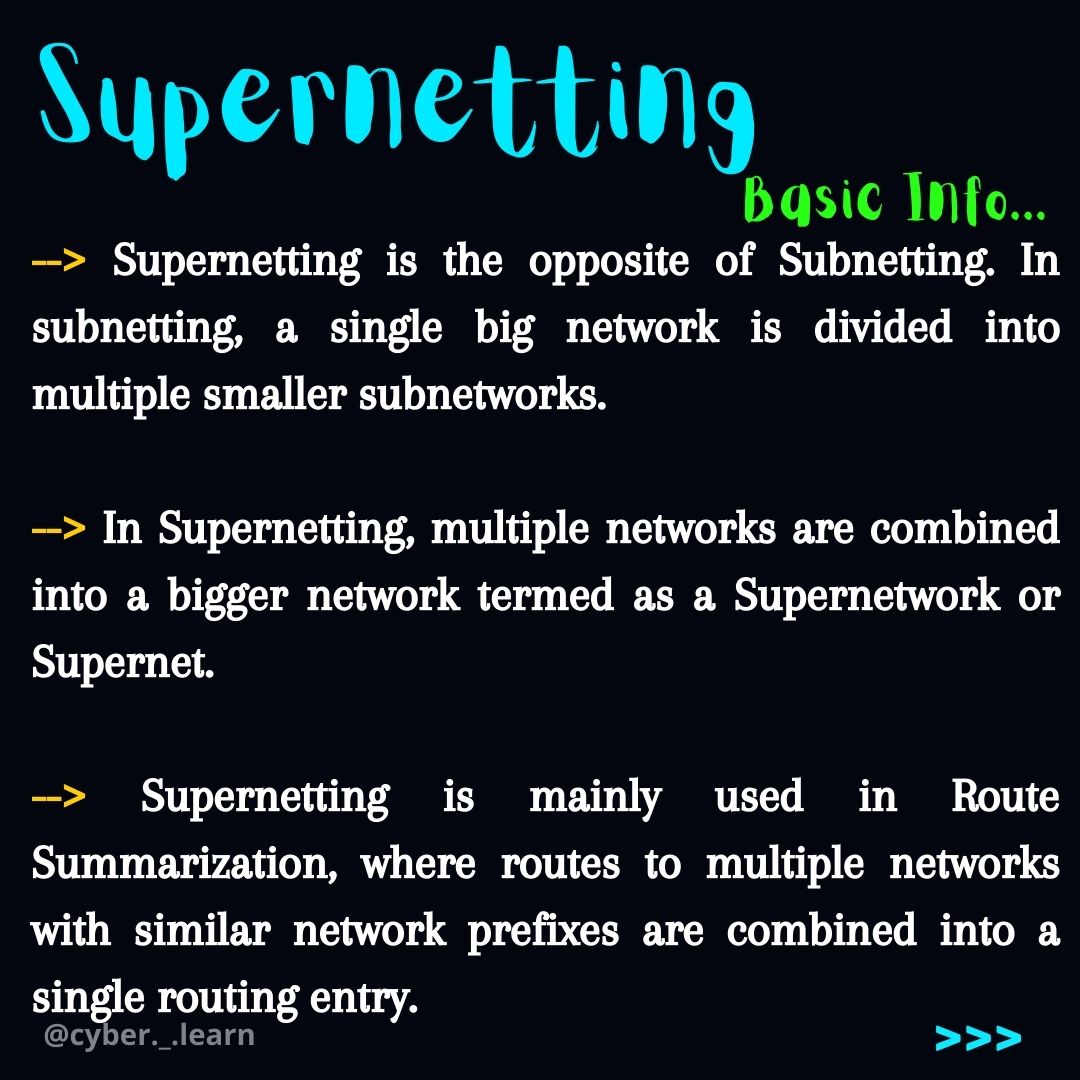 Supernetting
Basic Info...
--> Supernetting is the opposite of Subnetting. In
subnetting, a single big network is divided into
multiple smaller subnetworks.
--> In Supernetting, multiple networks are combined
into a bigger network termed as a Supernetwork or
Supernet.
--> Supernetting is mainly used in Route
Summarization, where routes to multiple networks
with similar network prefixes are combined into a
single routing entry.
@cyber._.learn
>>>